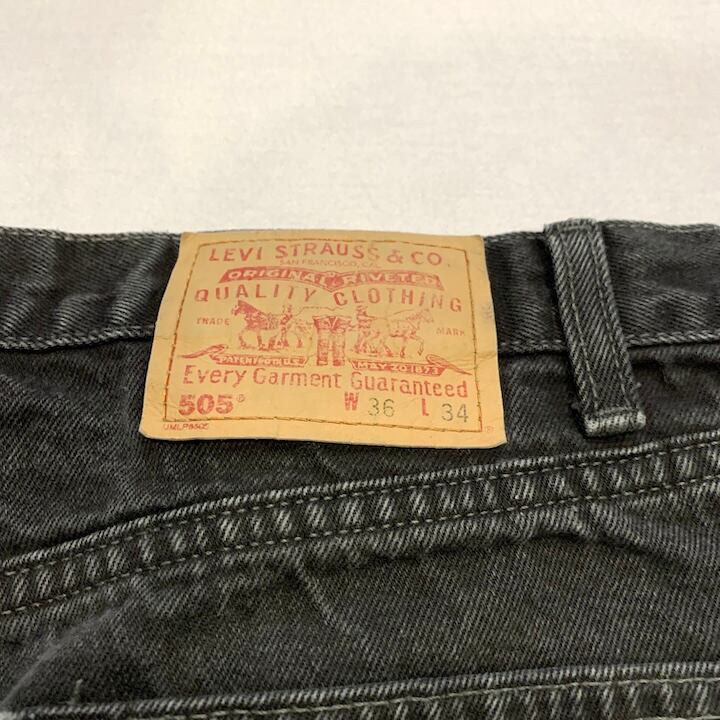 LEVI STRAUSS & CO.
SAN FRANCISCO, CAL.
ORIGINAL RIVETED
QUALITY CLOTHING
TRADE MARK
PATENTED IN U.S. MAY 20 1873
Every Garment Guaranteed
505® W 36 L 34
®